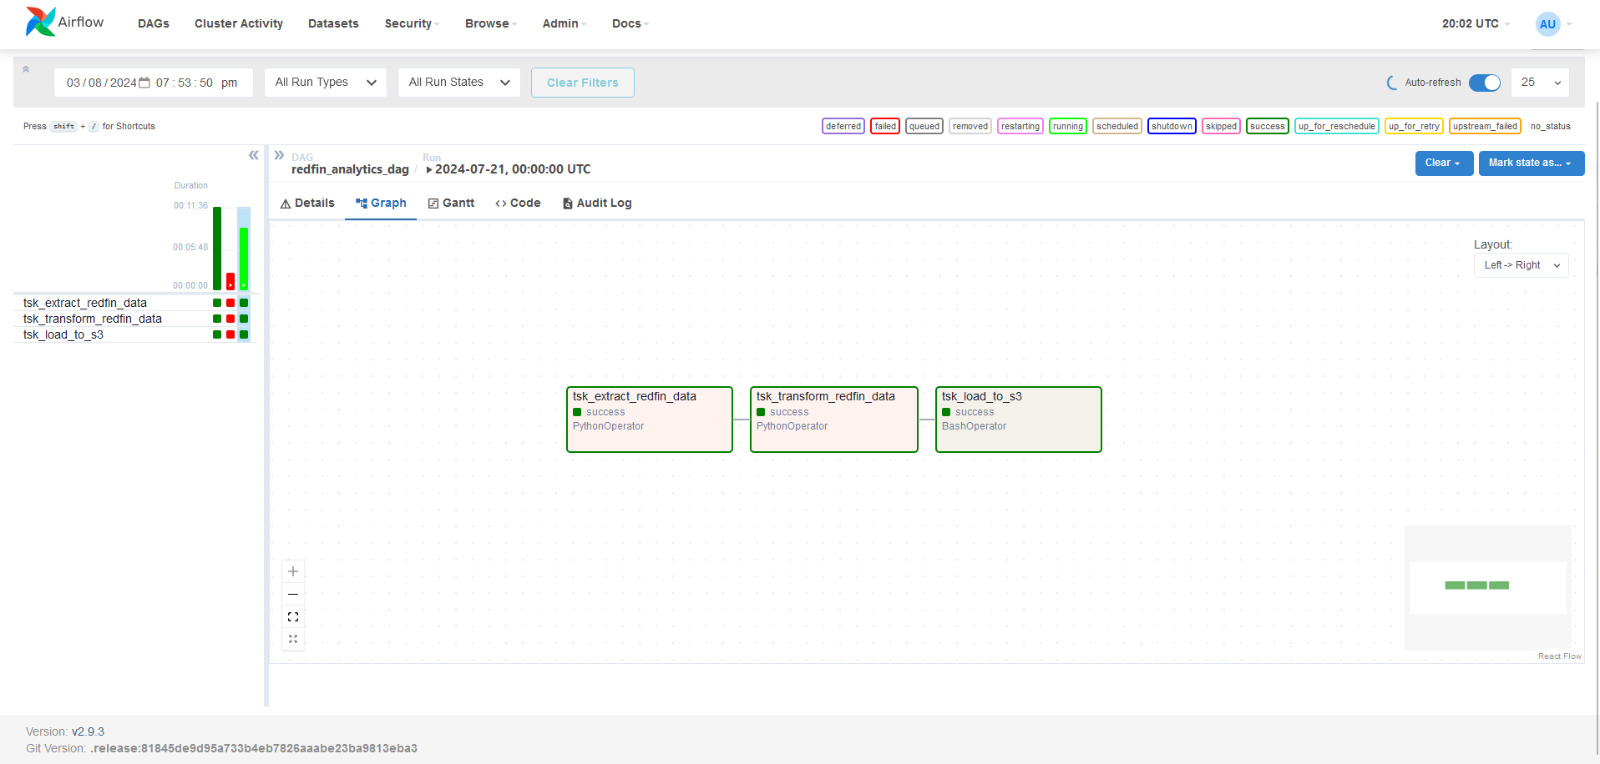 Airflow DAGs Cluster Activity Datasets Security Browse Admin Docs 20:02 UTC AU
03 / 08 / 2024 07 : 53 : 50 pm All Run Types All Run States Clear Filters Auto-refresh 25
Press shift + / for Shortcuts deferred failed queued removed restarting running scheduled shutdown skipped success up_for_reschedule up_for_retry upstream_failed no_status
DAG Run
redfin_analytics_dag / 2024-07-21, 00:00:00 UTC Clear Mark state as...
Details Graph Gantt Code Audit Log
Duration
00:11:36
00:05:48
00:00:00
tsk_extract_redfin_data
tsk_transform_redfin_data
tsk_load_to_s3
Layout:
Left -> Right
tsk_extract_redfin_data
success
PythonOperator
tsk_transform_redfin_data
success
PythonOperator
tsk_load_to_s3
success
BashOperator
React Flow
Version: v2.9.3
Git Version: .release:81845de9d95a733b4eb7826aaabe23ba9813eba3